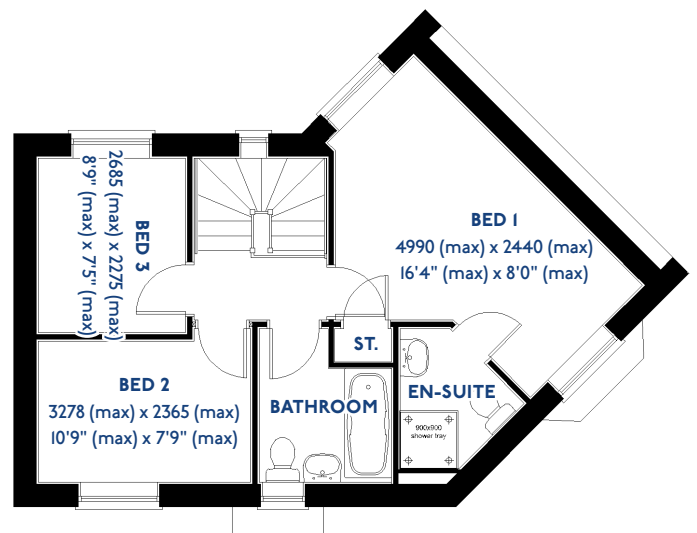 BED 1
4990 (max) x 2440 (max)
16'4" (max) x 8'0" (max)
BED 3
2685 (max) x 2275 (max)
8'9" (max) x 7'5" (max)
ST.
BED 2
3278 (max) x 2365 (max)
10'9" (max) x 7'9" (max)
BATHROOM
EN-SUITE
900x900
shower tray